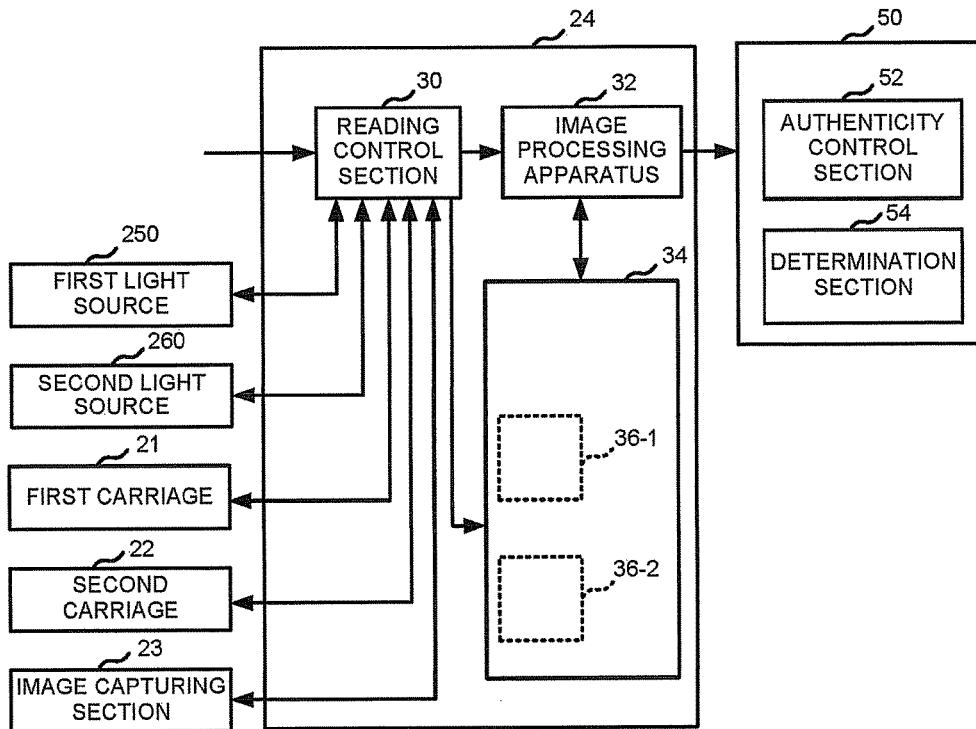 24
50
30
READING
CONTROL
SECTION
32
IMAGE
PROCESSING
APPARATUS
52
AUTHENTICITY
CONTROL
SECTION
54
DETERMINATION
SECTION
250
FIRST LIGHT
SOURCE
34
260
SECOND LIGHT
SOURCE
36-1
21
FIRST CARRIAGE
22
SECOND
CARRIAGE
36-2
23
IMAGE CAPTURING
SECTION